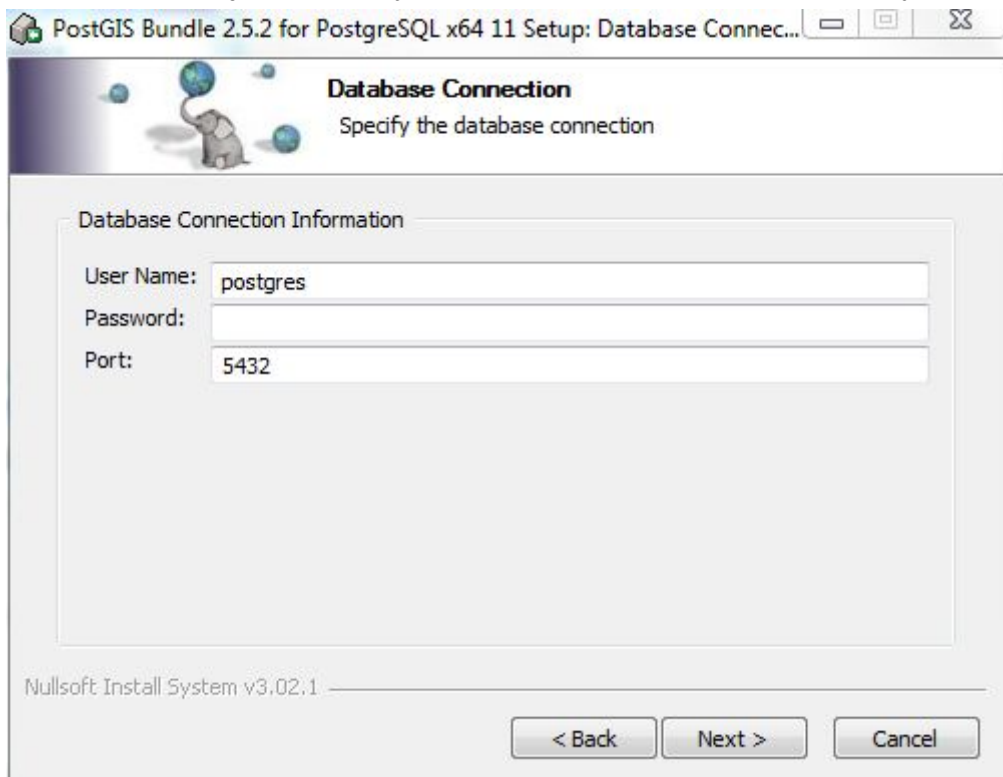 PostGIS Bundle 2.5.2 for PostgreSQL x64 11 Setup: Database Connec...
Database Connection
Specify the database connection
Database Connection Information
User Name: postgres
Password:
Port: 5432
Nullsoft Install System v3.02.1
< Back Next > Cancel